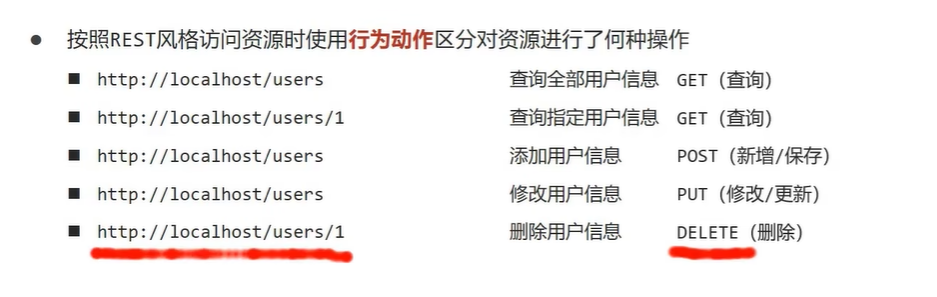 ● 按照REST风格访问资源时使用行为动作区分对资源进行了何种操作
■ http://localhost/users 查询全部用户信息 GET（查询）
■ http://localhost/users/1 查询指定用户信息 GET（查询）
■ http://localhost/users 添加用户信息 POST（新增/保存）
■ http://localhost/users 修改用户信息 PUT（修改/更新）
■ http://localhost/users/1 删除用户信息 DELETE（删除）